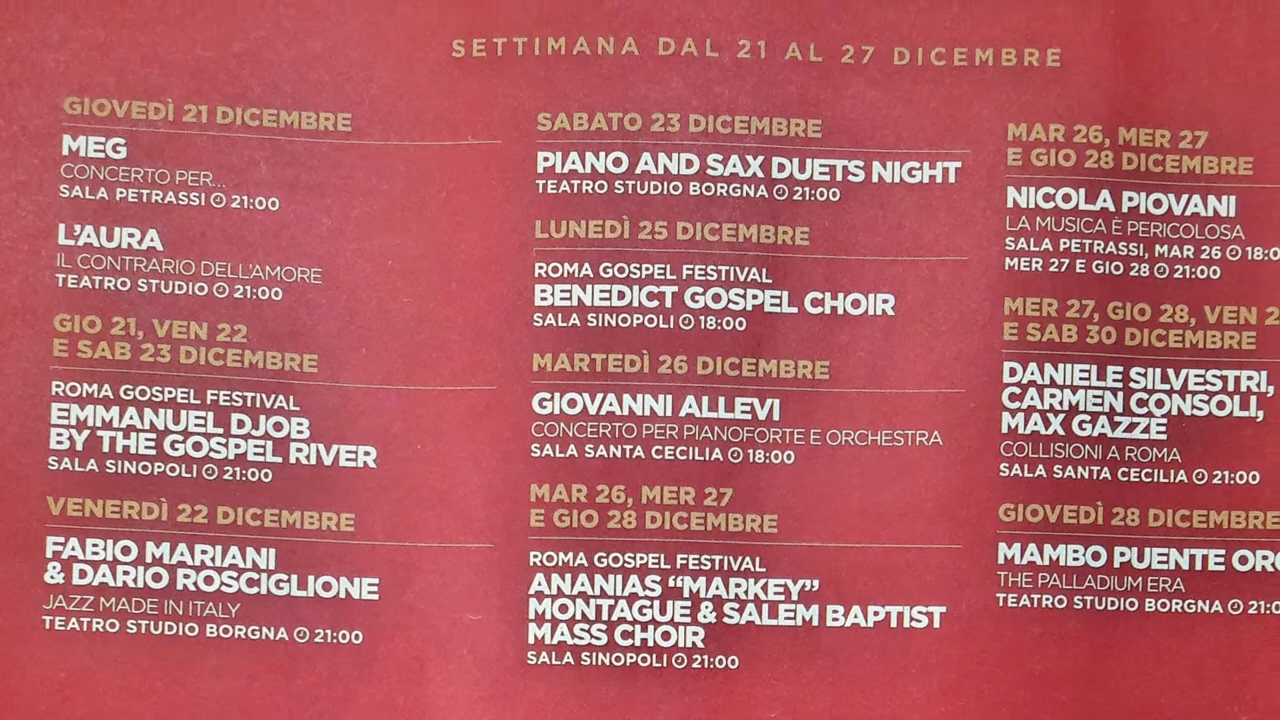 SETTIMANA DAL 21 AL 27 DICEMBRE
GIOVEDÌ 21 DICEMBRE
MEG
CONCERTO PER...
SALA PETRASSI 21:00
L'AURA
IL CONTRARIO DELL'AMORE
TEATRO STUDIO 21:00
GIO 21, VEN 22
E SAB 23 DICEMBRE
ROMA GOSPEL FESTIVAL
EMMANUEL DJOB
BY THE GOSPEL RIVER
SALA SINOPOLI 21:00
VENERDÌ 22 DICEMBRE
FABIO MARIANI
& DARIO ROSCIGLIONE
JAZZ MADE IN ITALY
TEATRO STUDIO BORGNA 21:00
SABATO 23 DICEMBRE
PIANO AND SAX DUETS NIGHT
TEATRO STUDIO BORGNA 21:00
LUNEDÌ 25 DICEMBRE
ROMA GOSPEL FESTIVAL
BENEDICT GOSPEL CHOIR
SALA SINOPOLI 18:00
MARTEDÌ 26 DICEMBRE
GIOVANNI ALLEVI
CONCERTO PER PIANOFORTE E ORCHESTRA
SALA SANTA CECILIA 18:00
MAR 26, MER 27
E GIO 28 DICEMBRE
ROMA GOSPEL FESTIVAL
ANANIAS “MARKEY”
MONTAGUE & SALEM BAPTIST
MASS CHOIR
SALA SINOPOLI 21:00
MAR 26, MER 27
E GIO 28 DICEMBRE
NICOLA PIOVANI
LA MUSICA È PERICOLOSA
SALA PETRASSI, MAR 26 18:0
MER 27 E GIO 28 21:00
MER 27, GIO 28, VEN 2
E SAB 30 DICEMBRE
DANIELE SILVESTRI,
CARMEN CONSOLI,
MAX GAZZÈ
COLLISIONI A ROMA
SALA SANTA CECILIA 21:00
GIOVEDÌ 28 DICEMBRE
MAMBO PUENTE OR
THE PALLADIUM ERA
TEATRO STUDIO BORGNA 21:0